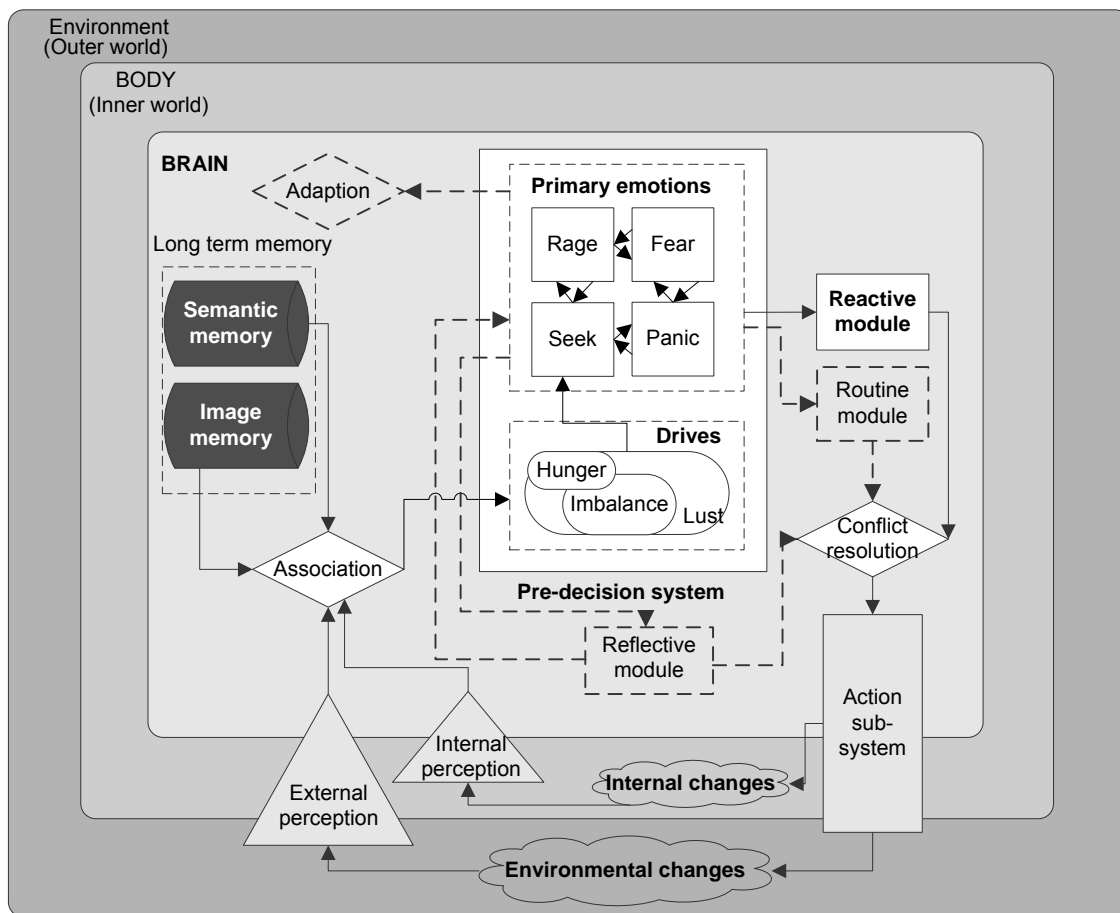 Environment
(Outer world)
BODY
(Inner world)
BRAIN
Adaption
Long term memory
Semantic
memory
Image
memory
Association
Primary emotions
Rage
Fear
Seek
Panic
Drives
Hunger
Imbalance
Lust
Pre-decision system
Reactive
module
Routine
module
Conflict
resolution
Reflective
module
Action
sub-
system
Internal
perception
External
perception
Internal changes
Environmental changes